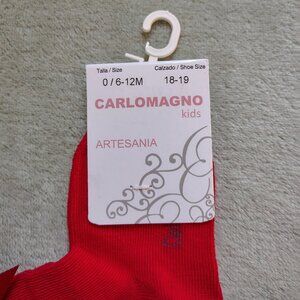 Talla / Size Calzado / Shoe Size
0 / 6-12M 18-19
CARLOMAGNO
kids
ARTESANIA